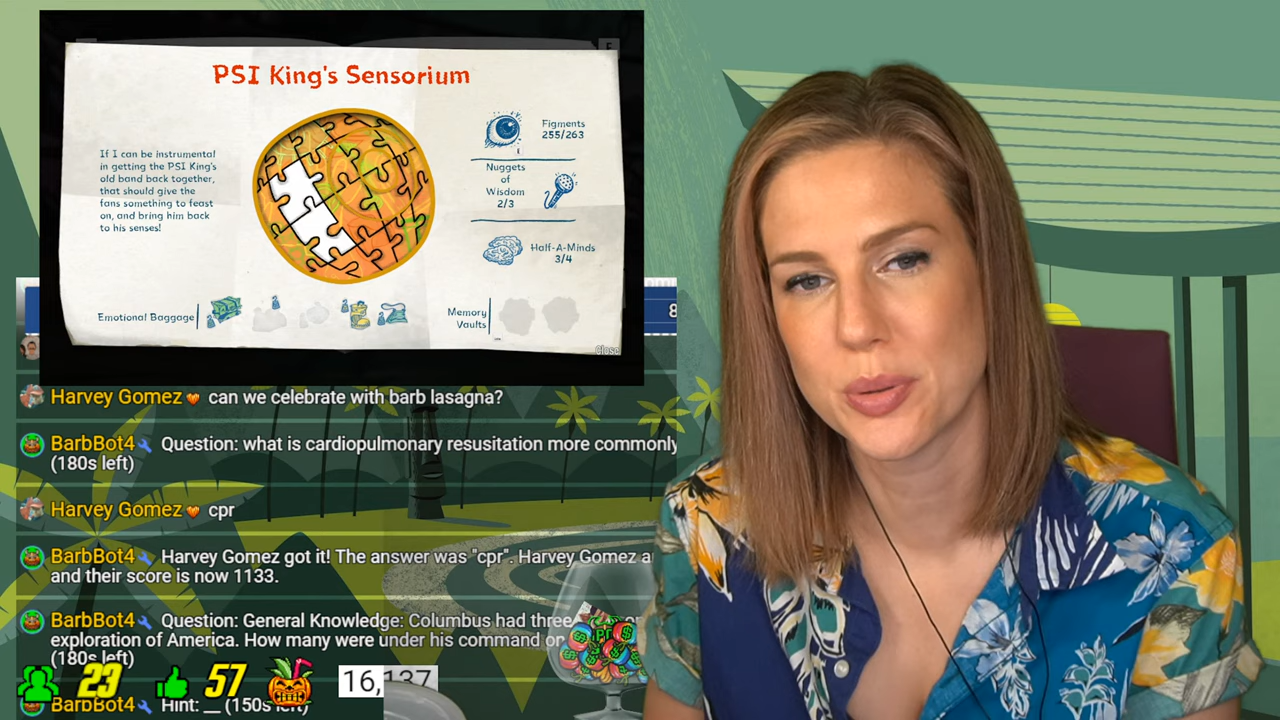 PSI King's Sensorium
If I can be instrumental
in getting the PSI King's
old band back together,
that should give the
fans something to feast
on, and bring him back
to his senses!
Figments
255/263
Nuggets
of
Wisdom
2/3
Half-A-Minds
3/4
Emotional Baggage
Memory
Vaults
Close
8
Harvey Gomez can we celebrate with barb lasagna?
BarbBot4 Question: what is cardiopulmonary resusitation more commonly
(180s left)
Harvey Gomez cpr
BarbBot4 Harvey Gomez got it! The answer was "cpr". Harvey Gomez a
and their score is now 1133.
BarbBot4 Question: General Knowledge: Columbus had three
exploration of America. How many were under his command on
(180s left)
23 57 16,137
BarbBot4 Hint: __ (150s left)